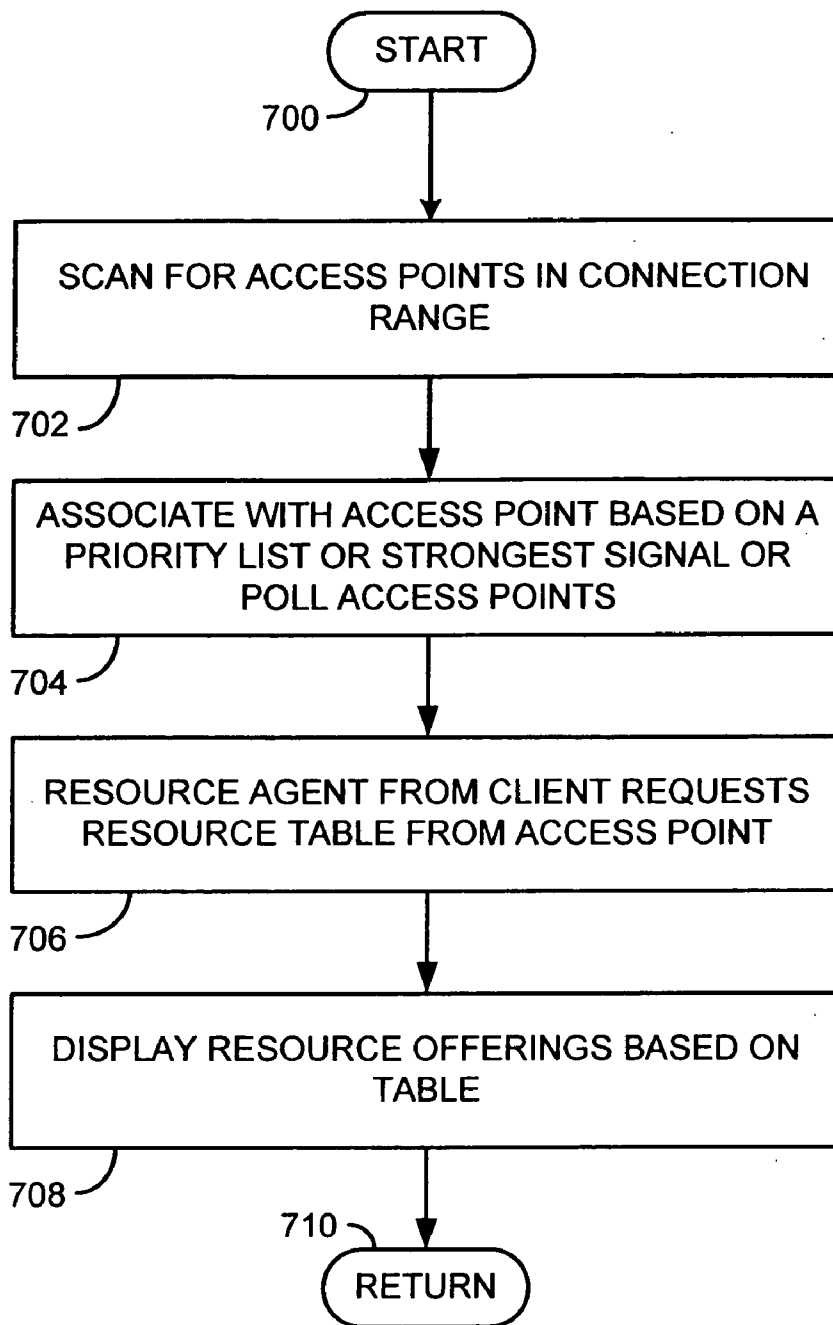 START
700
SCAN FOR ACCESS POINTS IN CONNECTION
RANGE
702
ASSOCIATE WITH ACCESS POINT BASED ON A
PRIORITY LIST OR STRONGEST SIGNAL OR
POLL ACCESS POINTS
704
RESOURCE AGENT FROM CLIENT REQUESTS
RESOURCE TABLE FROM ACCESS POINT
706
DISPLAY RESOURCE OFFERINGS BASED ON
TABLE
708
710
RETURN